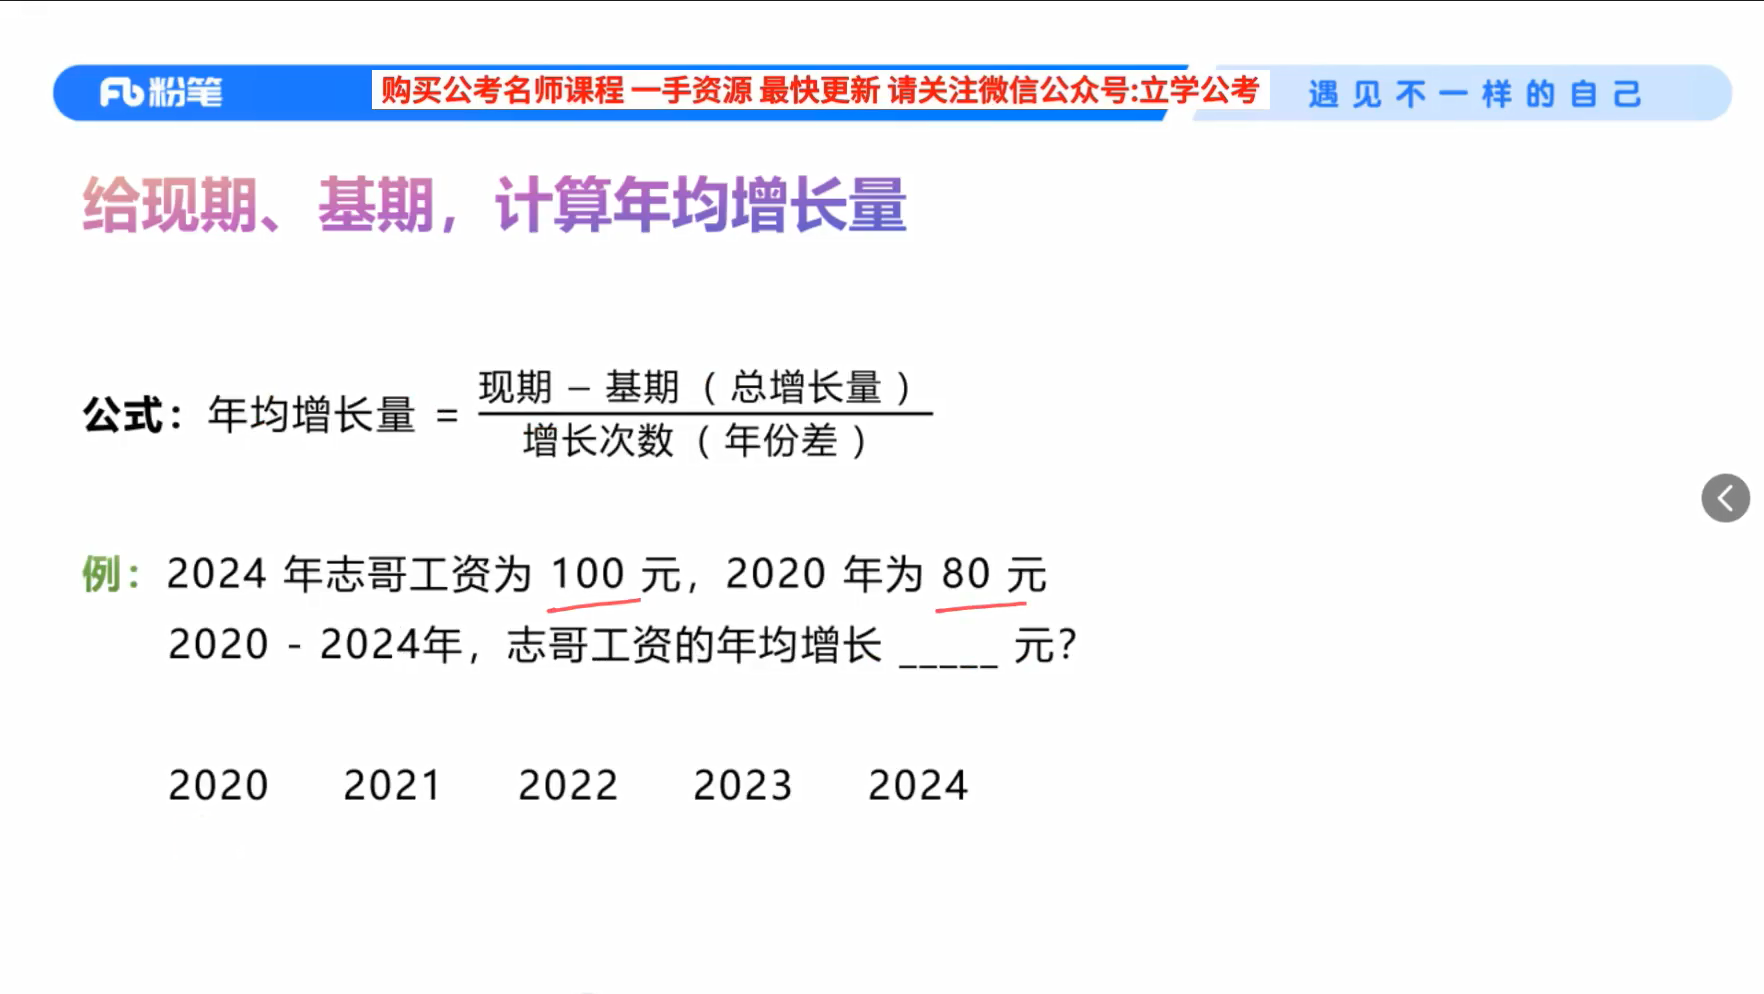 粉笔 购买公考名师课程 一手资源 最快更新 请关注微信公众号:立学公考 遇见不一样的自己
给现期、基期，计算年均增长量
公式：年均增长量 = 现期 – 基期（总增长量）
增长次数（年份差）
例：2024 年志哥工资为 100 元，2020 年为 80 元
2020 - 2024年，志哥工资的年均增长 _____ 元？
2020 2021 2022 2023 2024